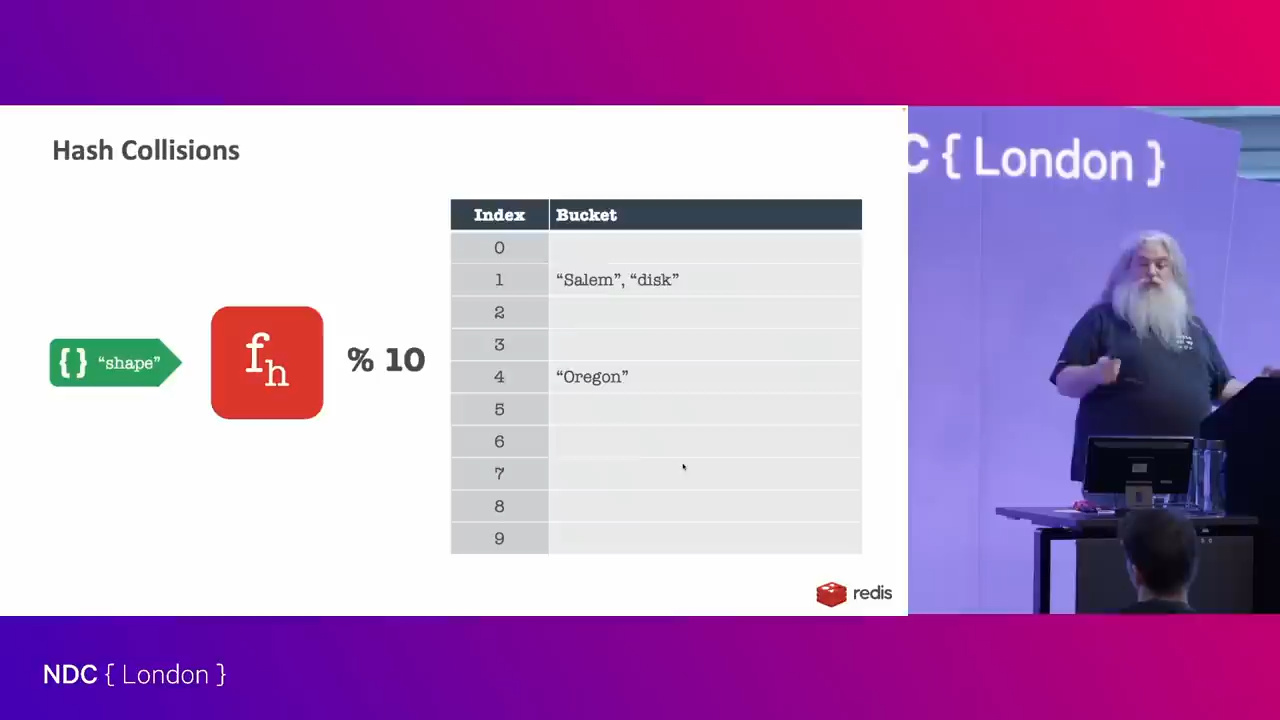 Hash Collisions
{} “shape”
fh
% 10
Index Bucket
0
1 “Salem”, “disk”
2
3
4 “Oregon”
5
6
7
8
9
redis
C { London }
NDC { London }